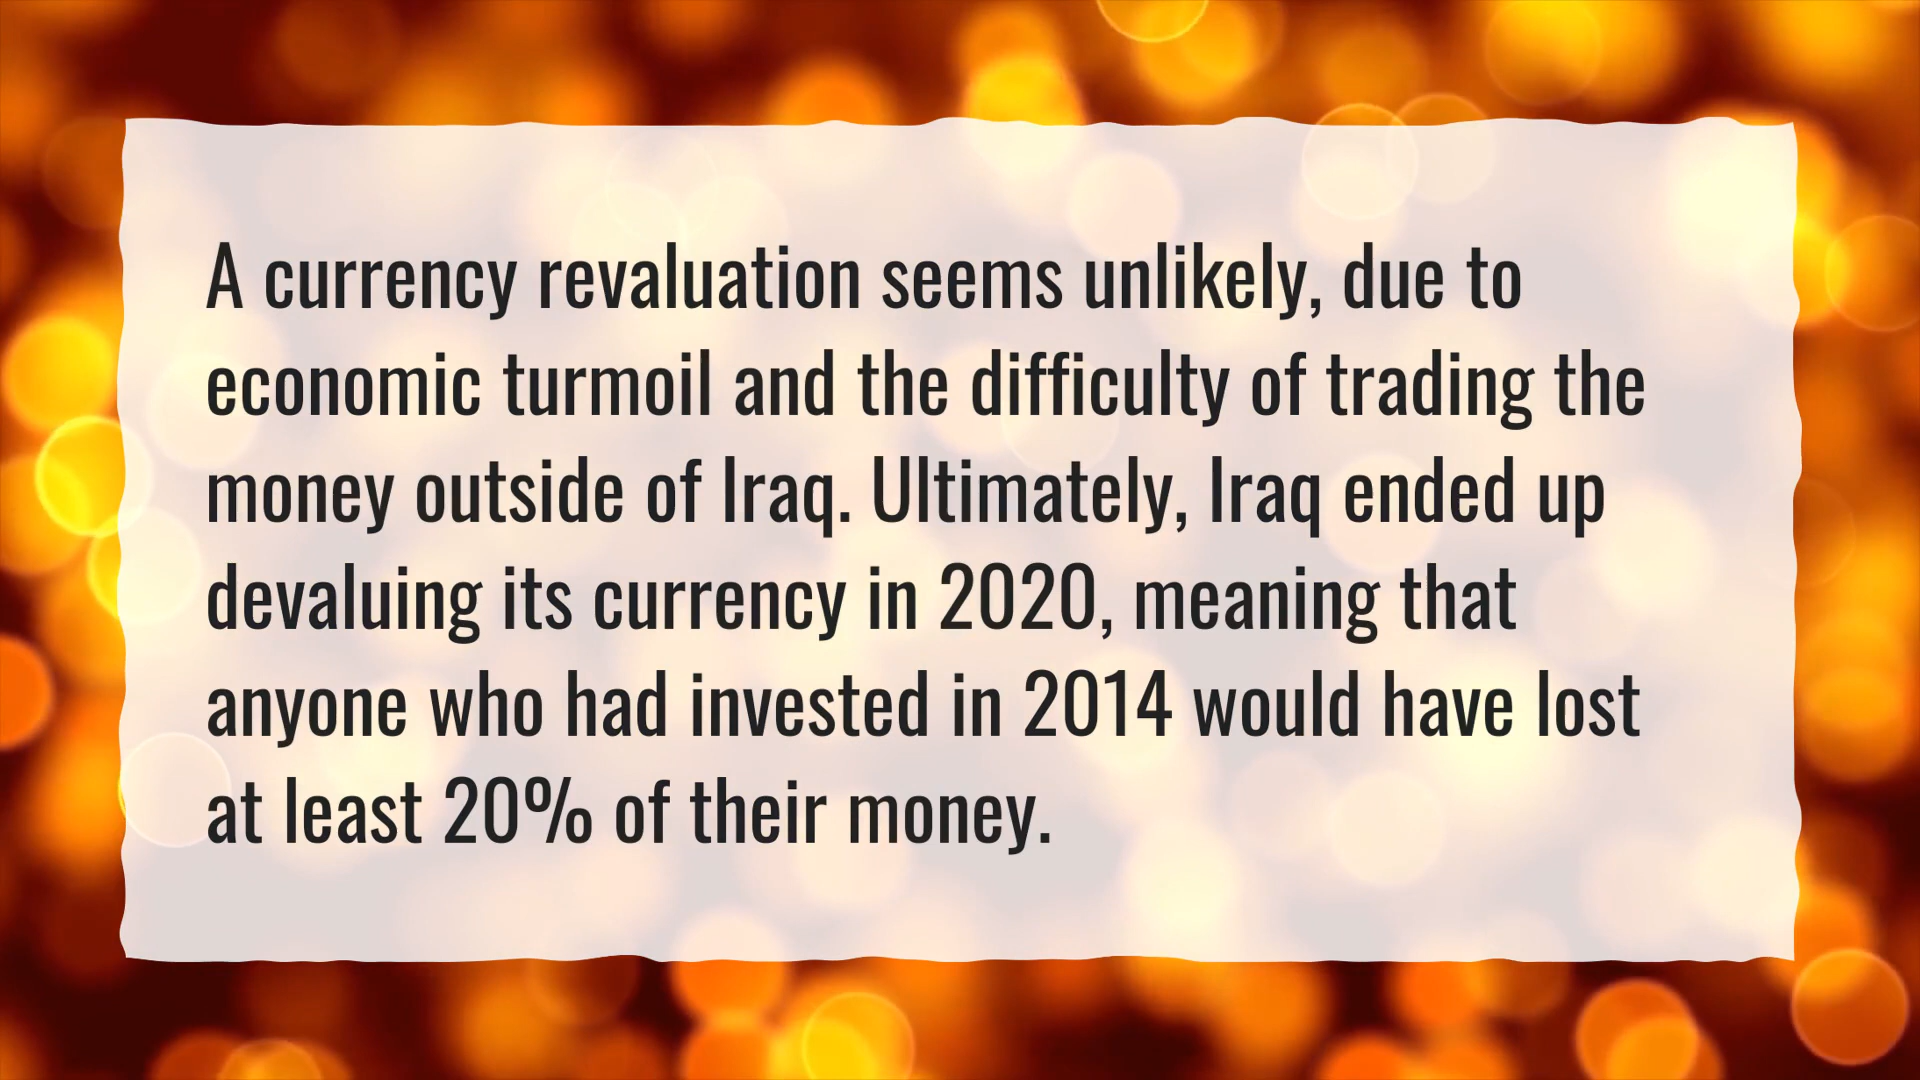 A currency revaluation seems unlikely, due to
economic turmoil and the difficulty of trading the
money outside of Iraq. Ultimately, Iraq ended up
devaluing its currency in 2020, meaning that
anyone who had invested in 2014 would have lost
at least 20% of their money.